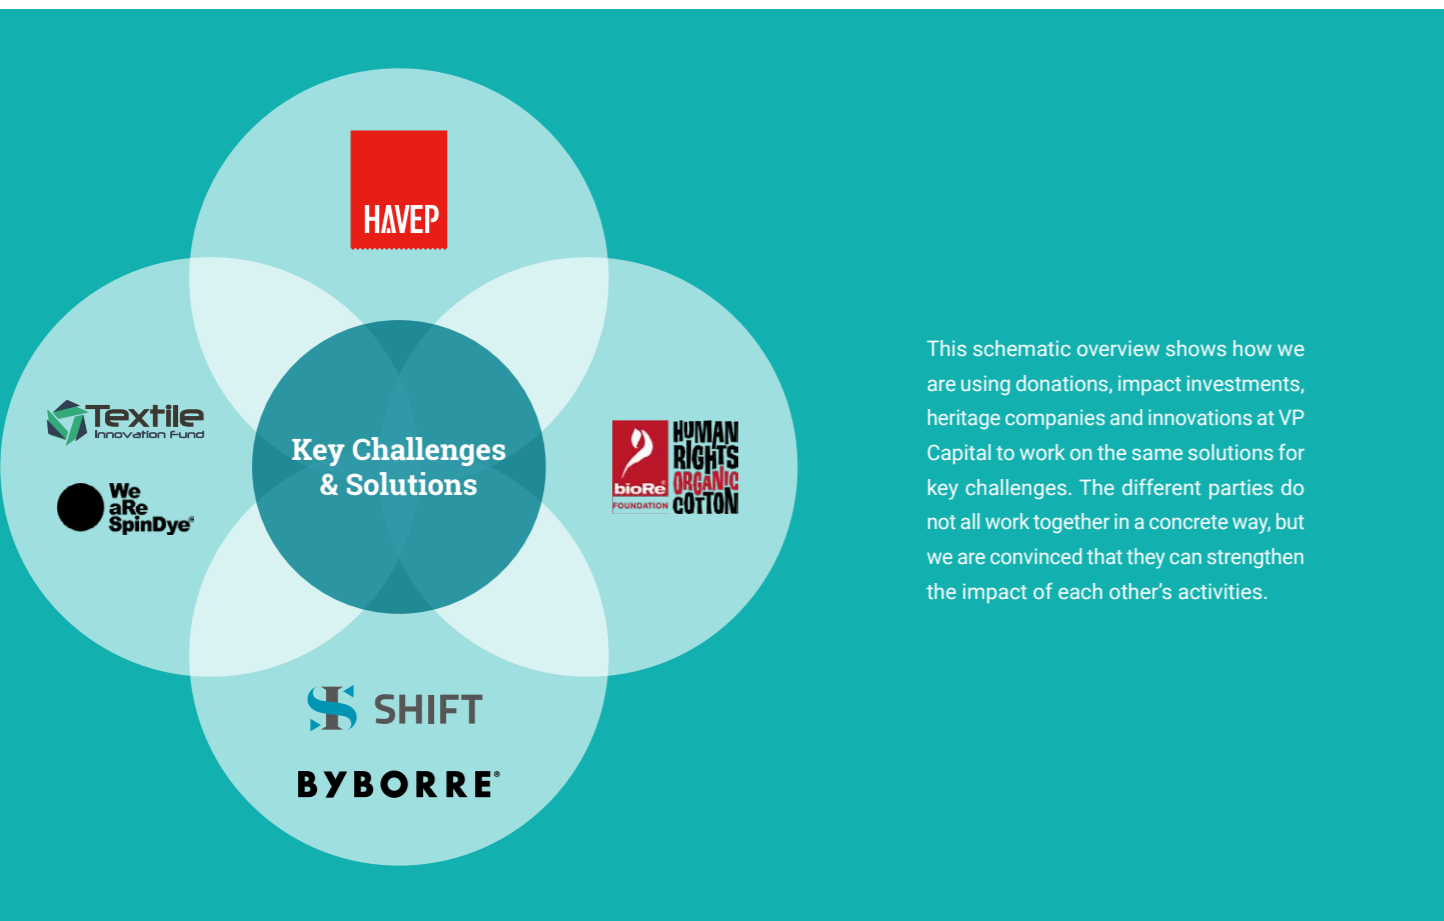 HAVEP
Textile
Innovation Fund
We
aRe
SpinDye®
Key Challenges
& Solutions
bioRe®
FOUNDATION
HUMAN
RIGHTS
ORGANIC
COTTON
SHIFT
BYBORRE®
This schematic overview shows how we
are using donations, impact investments,
heritage companies and innovations at VP
Capital to work on the same solutions for
key challenges. The different parties do
not all work together in a concrete way, but
we are convinced that they can strengthen
the impact of each other’s activities.